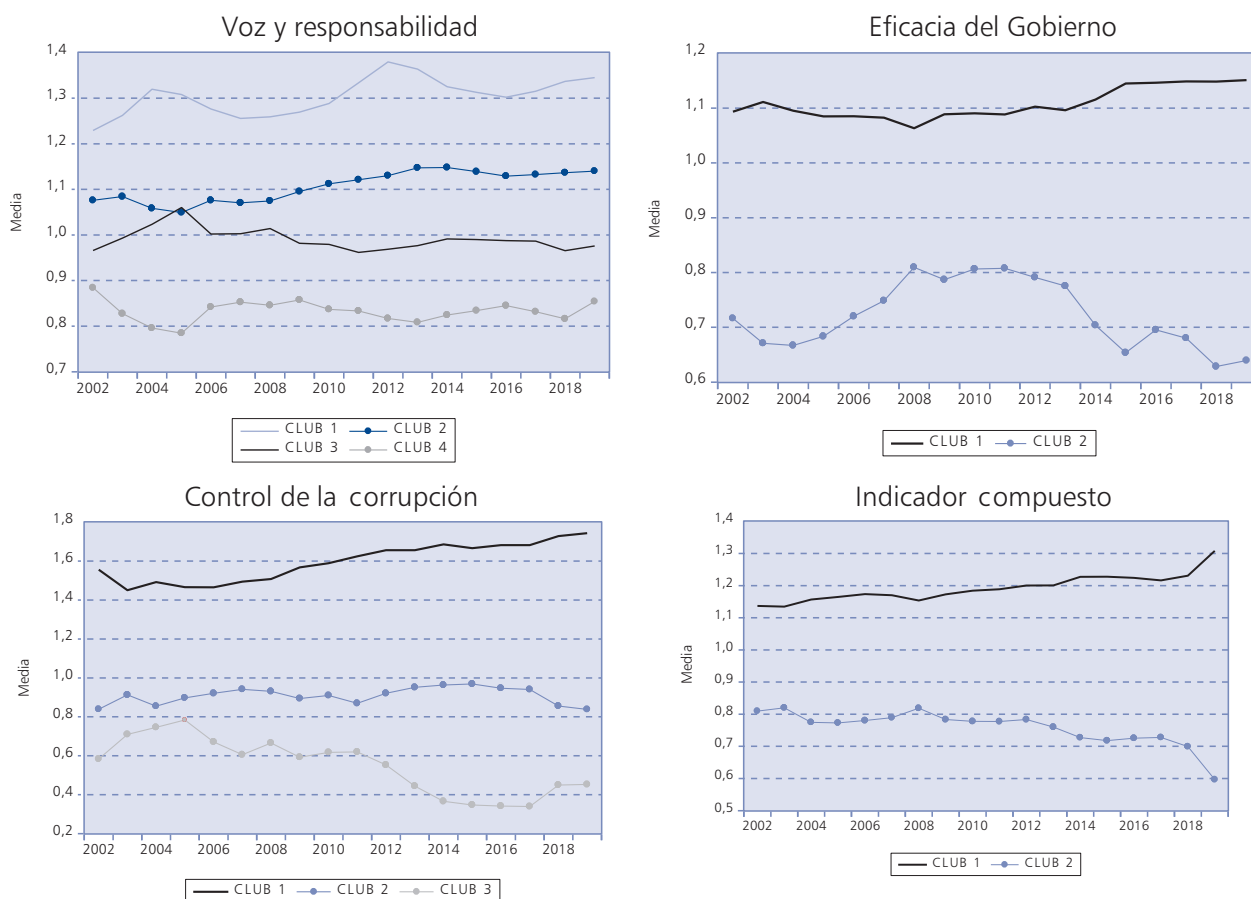 Voz y responsabilidad
Media
1,4
1,3
1,2
1,1
1,0
0,9
0,8
0,7
2002 2004 2006 2008 2010 2012 2014 2016 2018
CLUB 1 CLUB 2
CLUB 3 CLUB 4
Eficacia del Gobierno
Media
1,2
1,1
1,0
0,9
0,8
0,7
0,6
2002 2004 2006 2008 2010 2012 2014 2016 2018
CLUB 1 CLUB 2
Control de la corrupción
Media
1,8
1,6
1,4
1,2
1,0
0,8
0,6
0,4
0,2
2002 2004 2006 2008 2010 2012 2014 2016 2018
CLUB 1 CLUB 2 CLUB 3
Indicador compuesto
Media
1,4
1,3
1,2
1,1
1,0
0,9
0,8
0,7
0,6
0,5
2002 2004 2006 2008 2010 2012 2014 2016 2018
CLUB 1 CLUB 2